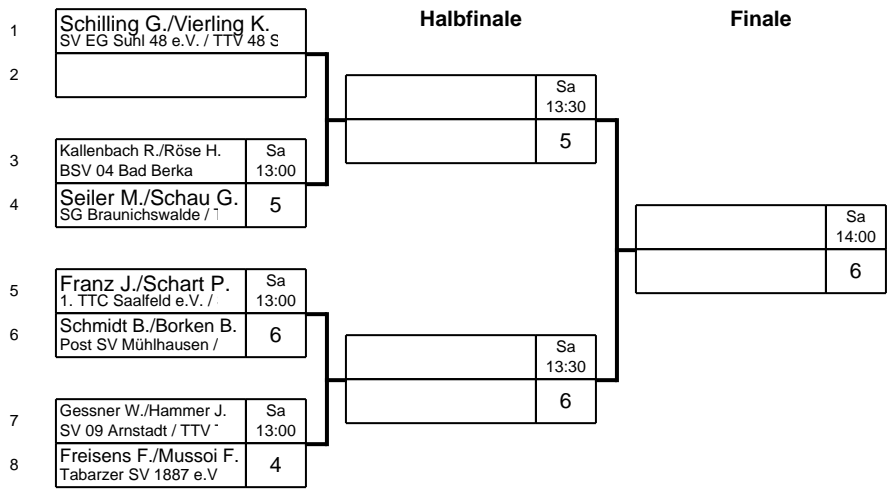 Halbfinale
Finale
1
Schilling G./Vierling K.
SV EG Suhl 48 e.V. / TTV 48 S
2
Sa
13:30
5
3
Kallenbach R./Röse H.
BSV 04 Bad Berka
Sa
13:00
4
Seiler M./Schau G.
SG Braunichswalde /
5
Sa
14:00
6
5
Franz J./Schart P.
1. TTC Saalfeld e.V. /
Sa
13:00
6
Schmidt B./Borken B.
Post SV Mühlhausen /
6
Sa
13:30
6
7
Gessner W./Hammer J.
SV 09 Arnstadt / TTV
Sa
13:00
8
Freisens F./Mussoi F.
Tabarzer SV 1887 e.V
4